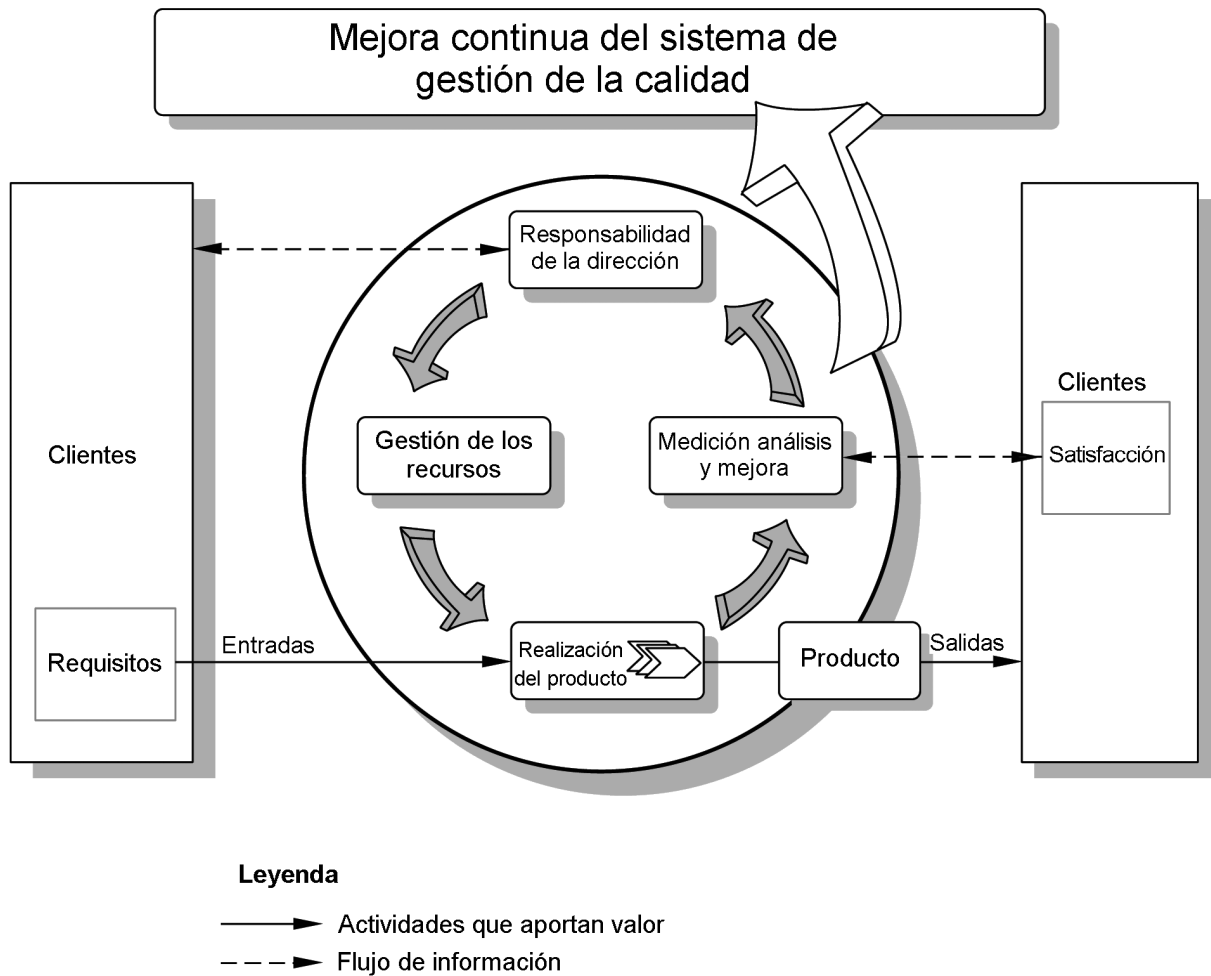 Mejora continua del sistema de
gestión de la calidad
Responsabilidad
de la dirección
Clientes
Gestión de los
recursos
Medición análisis
y mejora
Clientes
Satisfacción
Requisitos
Entradas
Realización
del producto
Producto
Salidas
Leyenda
Actividades que aportan valor
Flujo de información